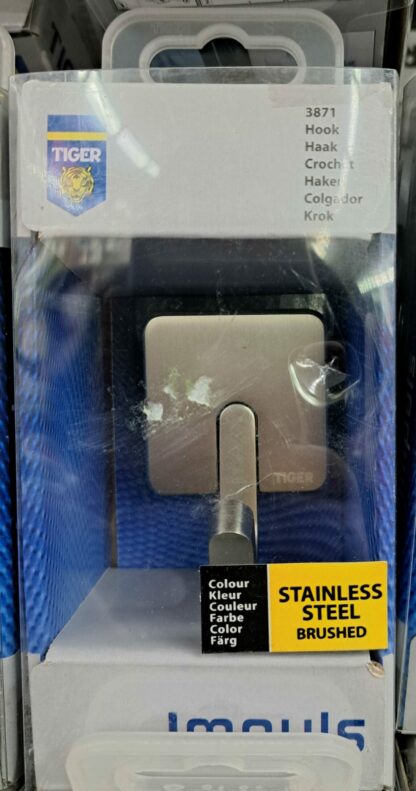 TIGER
3871
Hook
Haak
Crochet
Haken
Colgador
Krok
TIGER
Colour
Kleur
Couleur
Farbe
Color
Färg
STAINLESS
STEEL
BRUSHED
Impuls